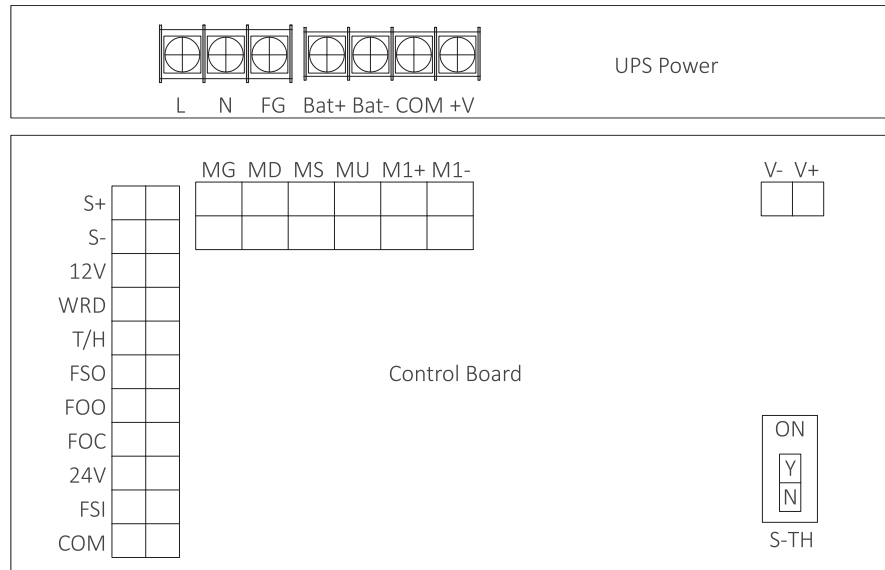 UPS Power
L N FG Bat+ Bat- COM +V
MG MD MS MU M1+ M1-
V- V+
S+
S-
12V
WRD
T/H
FSO
FOO
FOC
24V
FSI
COM
Control Board
ON
Y
N
S-TH